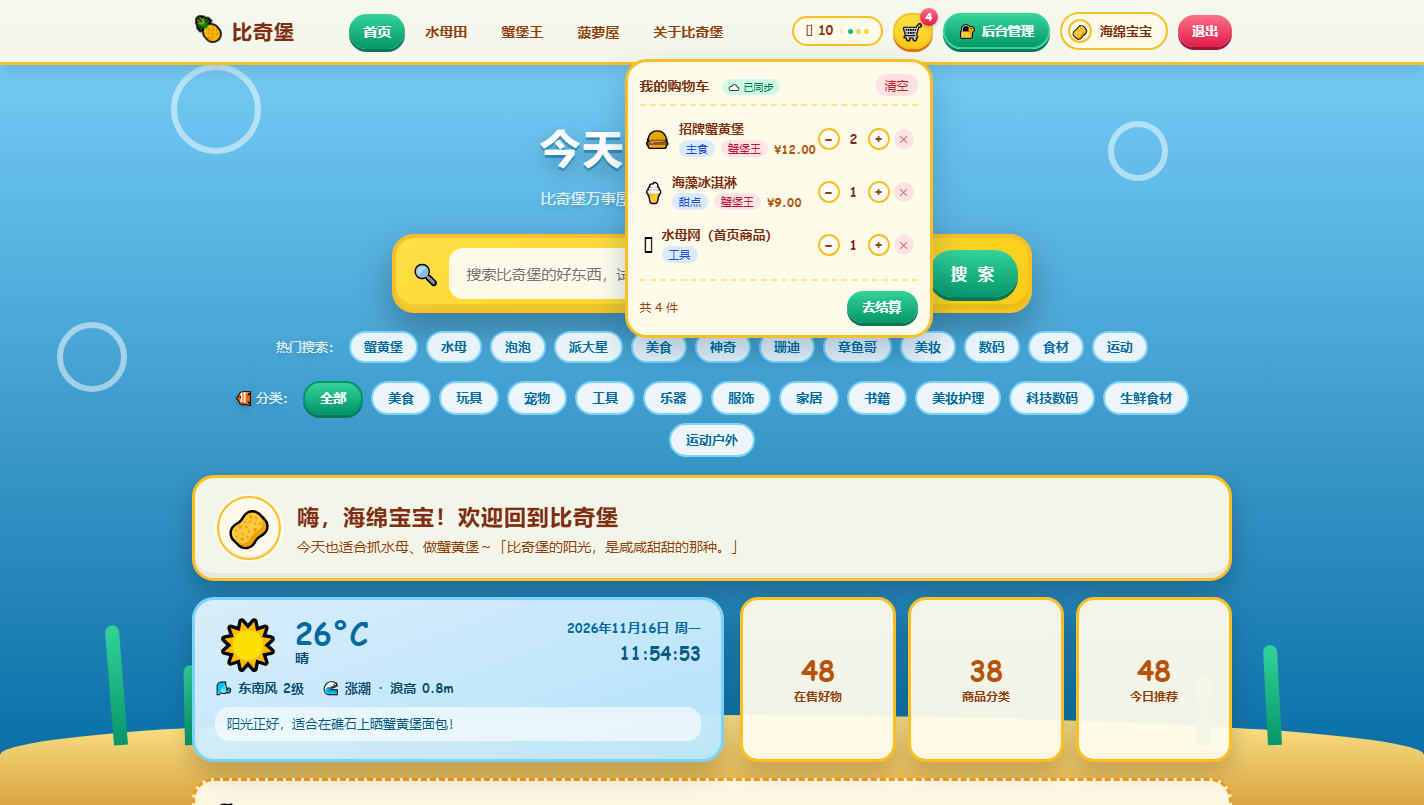 比奇堡
首页
水母田
蟹堡王
菠萝屋
关于比奇堡
10
4
后台管理
海绵宝宝
退出
我的购物车
已同步
清空
招牌蟹黄堡
主食 蟹堡王 ¥12.00
− 2 + ×
海藻冰淇淋
甜点 蟹堡王 ¥9.00
− 1 + ×
水母网（首页商品）
工具
− 1 + ×
共 4 件
去结算
今天
比奇堡万事屋
搜索比奇堡的好东西，试
搜 索
热门搜索：
蟹黄堡
水母
泡泡
派大星
美食
神奇
珊迪
章鱼哥
美妆
数码
食材
运动
分类：
全部
美食
玩具
宠物
工具
乐器
服饰
家居
书籍
美妆护理
科技数码
生鲜食材
运动户外
嗨，海绵宝宝！欢迎回到比奇堡
今天也适合抓水母、做蟹黄堡～「比奇堡的阳光，是咸咸甜甜的那种。」
26°C
晴
2026年11月16日 周一
11:54:53
东南风 2级
涨潮 · 浪高 0.8m
阳光正好，适合在礁石上晒蟹黄堡面包！
48
在售好物
38
商品分类
48
今日推荐